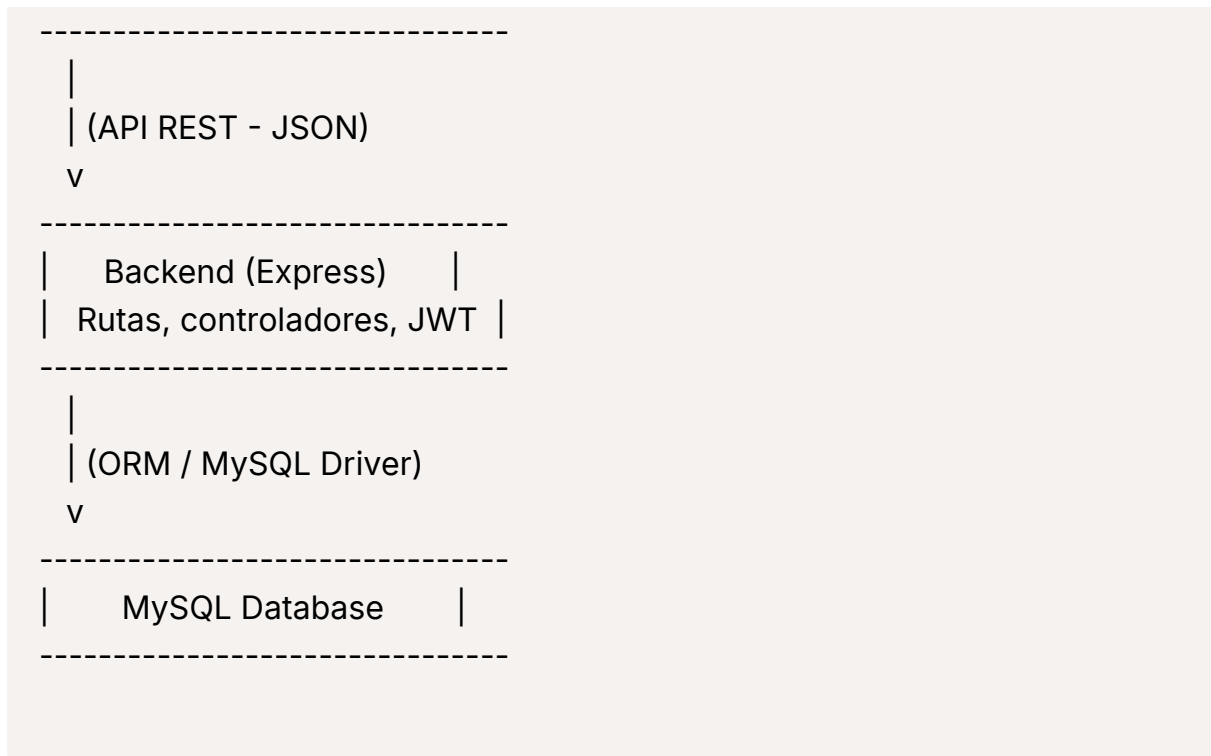 --------------------------------
|
| (API REST - JSON)
v
--------------------------------
| Backend (Express) |
| Rutas, controladores, JWT |
--------------------------------
|
| (ORM / MySQL Driver)
v
--------------------------------
| MySQL Database |
--------------------------------